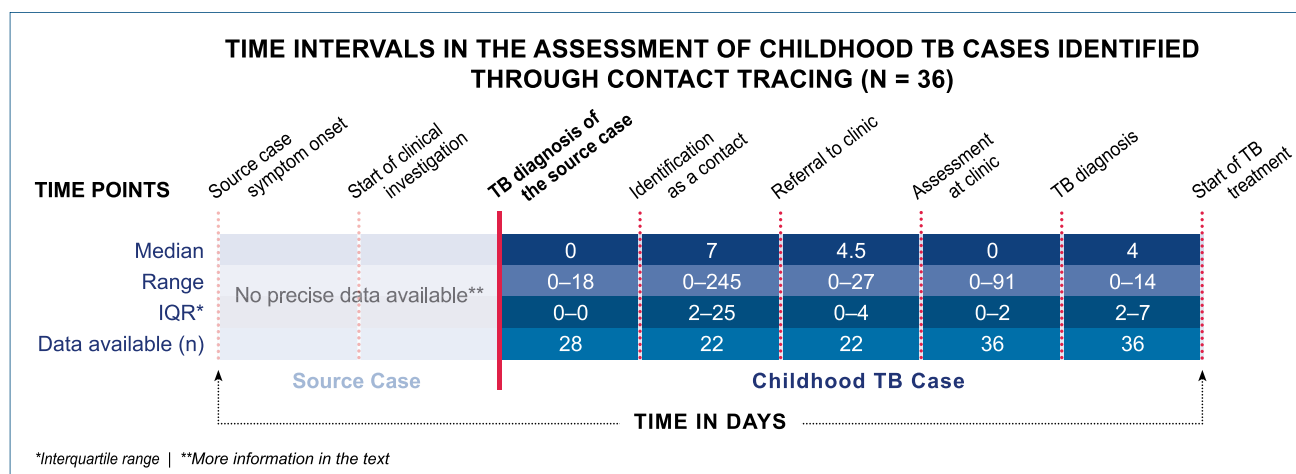 TIME INTERVALS IN THE ASSESSMENT OF CHILDHOOD TB CASES IDENTIFIED
THROUGH CONTACT TRACING (N = 36)
TIME POINTS
Source case
symptom onset
Start of clinical
investigation
TB diagnosis of
the source case
Identification
as a contact
Referral to clinic
Assessment
at clinic
TB diagnosis
Start of TB
treatment
Median 0 7 4.5 0 4
Range 0–18 0–245 0–27 0–91 0–14
No precise data available**
IQR* 0–0 2–25 0–4 0–2 2–7
Data available (n) 28 22 22 36 36
Source Case Childhood TB Case
TIME IN DAYS
*Interquartile range | **More information in the text